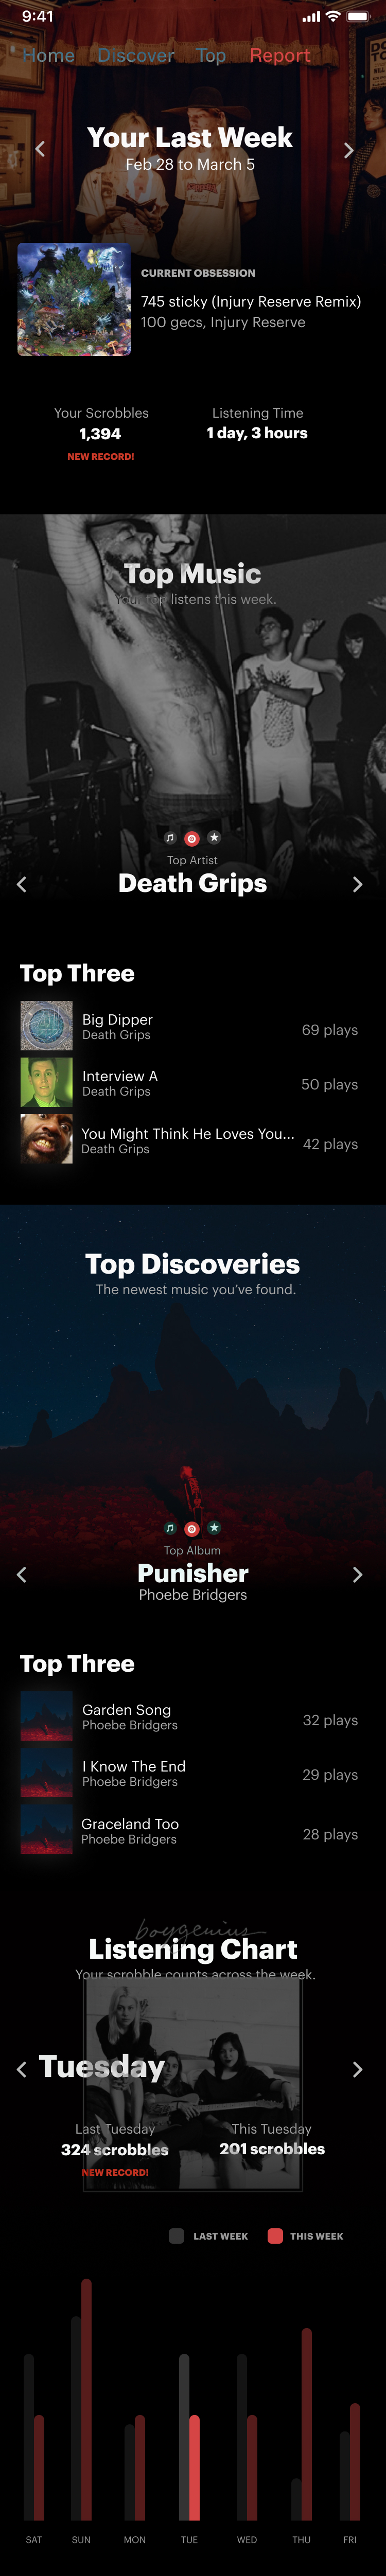 9:41
Home Discover Top Report
Your Last Week
Feb 28 to March 5
CURRENT OBSESSION
745 sticky (Injury Reserve Remix)
100 gecs, Injury Reserve
Your Scrobbles Listening Time
1,394 1 day, 3 hours
NEW RECORD!
Top Music
Your top listens this week.
Top Artist
Death Grips
Top Three
Big Dipper
Death Grips
69 plays
Interview A
Death Grips
50 plays
You Might Think He Loves You...
Death Grips
42 plays
Top Discoveries
The newest music you've found.
Top Album
Punisher
Phoebe Bridgers
Top Three
Garden Song
Phoebe Bridgers
32 plays
I Know The End
Phoebe Bridgers
29 plays
Graceland Too
Phoebe Bridgers
28 plays
boygenius
Listening Chart
Your scrobble counts across the week.
Tuesday
Last Tuesday This Tuesday
324 scrobbles 201 scrobbles
NEW RECORD!
LAST WEEK THIS WEEK
SAT SUN MON TUE WED THU FRI